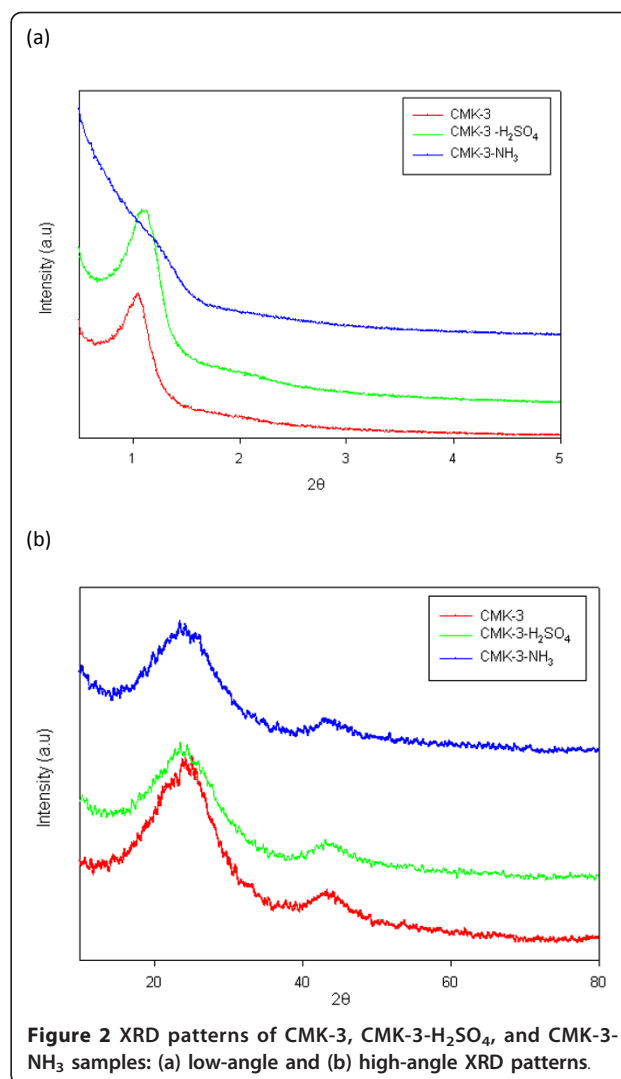 (a)
CMK-3
CMK-3 -H₂SO₄
CMK-3-NH₃
Intensity (a.u)
1 2 3 4 5
2θ
(b)
CMK-3
CMK-3-H₂SO₄
CMK-3-NH₃
Intensity (a.u)
20 40 60 80
2θ
Figure 2 XRD patterns of CMK-3, CMK-3-H₂SO₄, and CMK-3-
NH₃ samples: (a) low-angle and (b) high-angle XRD patterns.